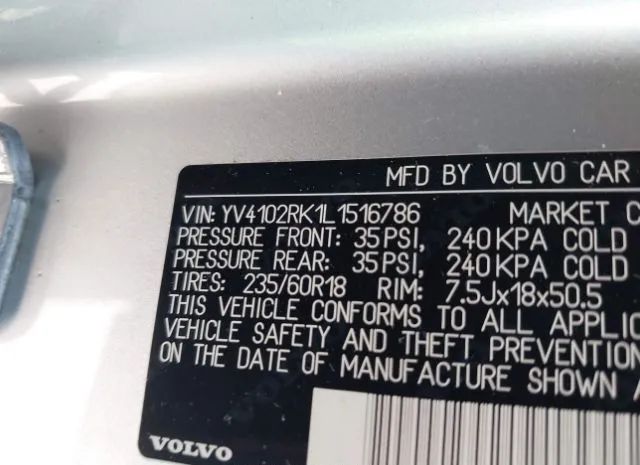 MFD BY VOLVO CAR
VIN: YV4102RK1L1516786 MARKET C
PRESSURE FRONT: 35PSI, 240KPA COLD
PRESSURE REAR: 35PSI, 240KPA COLD
TIRES: 235/60R18 RIM: 7.5Jx18x50.5
THIS VEHICLE CONFORMS TO ALL APPLIC
VEHICLE SAFETY AND THEFT PREVENTION
ON THE DATE OF MANUFACTURE SHOWN A
VOLVO